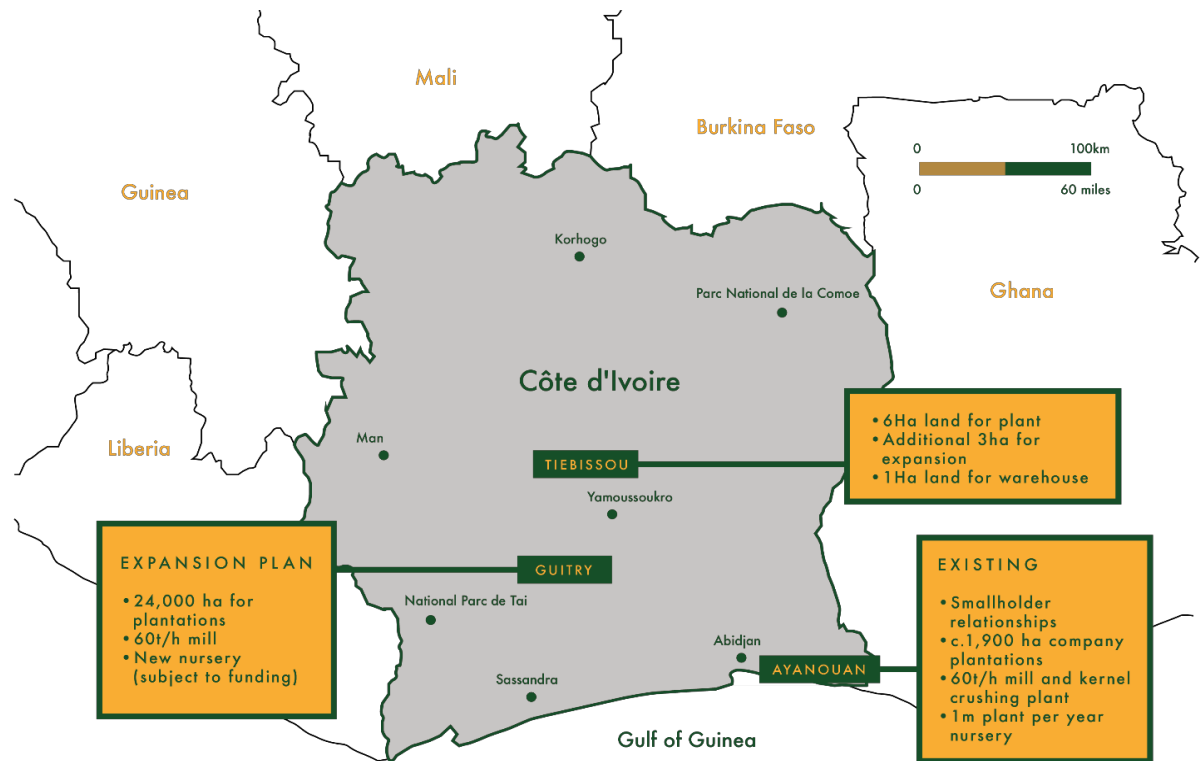 Mali
Burkina Faso
0 100km
0 60 miles
Guinea
Korhogo
Parc National de la Comoe
Ghana
Côte d'Ivoire
• 6Ha land for plant
• Additional 3ha for
expansion
• 1Ha land for warehouse
Man
Liberia
TIEBISSOU
Yamoussoukro
EXPANSION PLAN
• 24,000 ha for
plantations
• 60t/h mill
• New nursery
(subject to funding)
GUITRY
EXISTING
• Smallholder
relationships
• c.1,900 ha company
plantations
• 60t/h mill and kernel
crushing plant
• 1m plant per year
nursery
National Parc de Tai
Abidjan
AYANOUAN
Sassandra
Gulf of Guinea